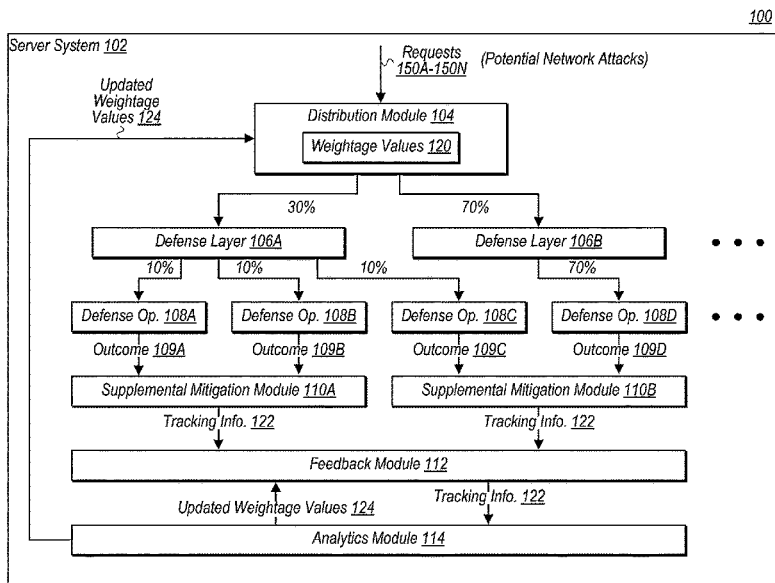 100
Server System 102
Requests
150A-150N
(Potential Network Attacks)
Updated
Weightage
Values 124
Distribution Module 104
Weightage Values 120
30%
70%
Defense Layer 106A
Defense Layer 106B
10%
10%
10%
70%
Defense Op. 108A
Defense Op. 108B
Defense Op. 108C
Defense Op. 108D
Outcome 109A
Outcome 109B
Outcome 109C
Outcome 109D
Supplemental Mitigation Module 110A
Supplemental Mitigation Module 110B
Tracking Info. 122
Tracking Info. 122
Feedback Module 112
Updated Weightage Values 124
Tracking Info. 122
Analytics Module 114